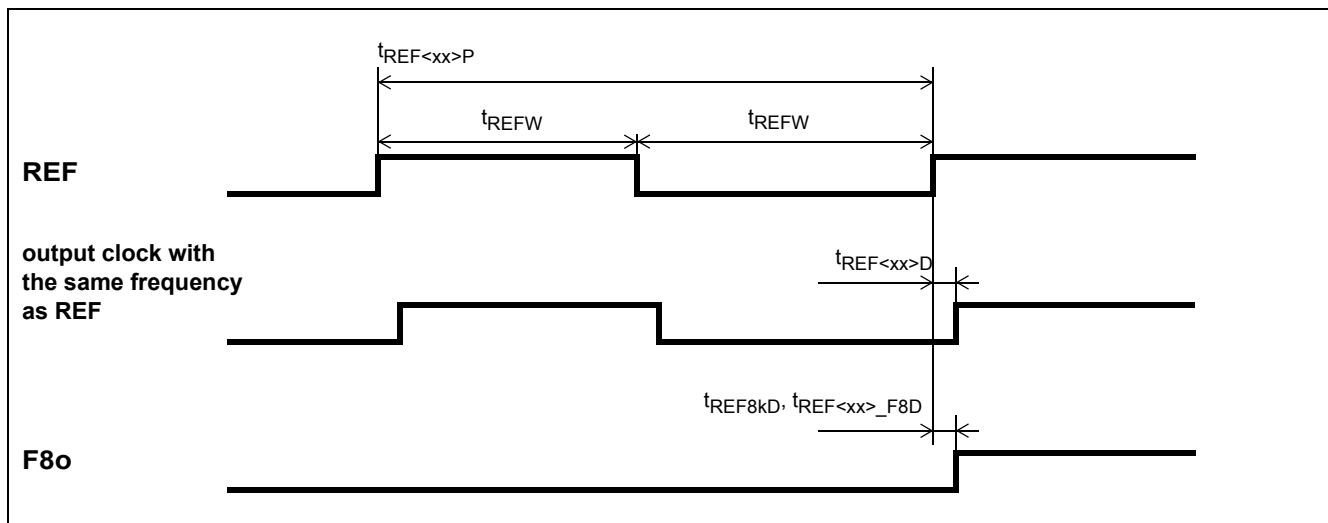 tREF<xx>P
tREFW tREFW
REF
output clock with
the same frequency
as REF
tREF<xx>D
tREF8kD, tREF<xx>_F8D
F8o